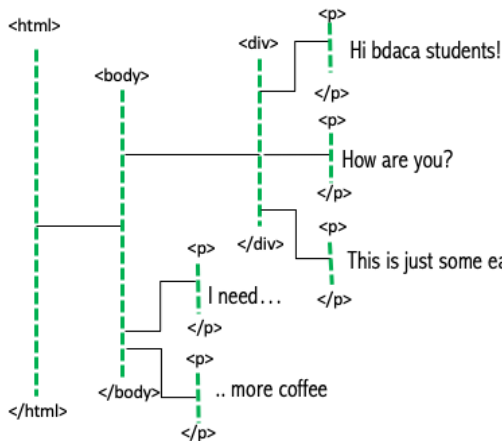 <html>
<body>
<div>
<p>
Hi bdaca students!
</p>
<p>
How are you?
</p>
<p>
This is just some
</p>
</div>
<p>
I need…
</p>
<p>
.. more coffee
</p>
</body>
</html>